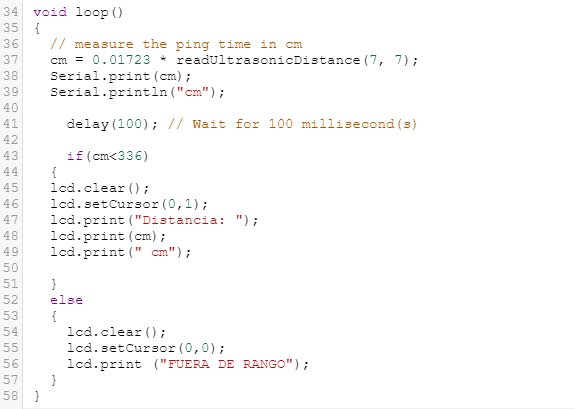 34 void loop()
35 {
36   // measure the ping time in cm
37   cm = 0.01723 * readUltrasonicDistance(7, 7);
38   Serial.print(cm);
39   Serial.println("cm");
40
41     delay(100); // Wait for 100 millisecond(s)
42
43     if(cm<336)
44   {
45   lcd.clear();
46   lcd.setCursor(0,1);
47   lcd.print("Distancia: ");
48   lcd.print(cm);
49   lcd.print(" cm");
50
51   }
52   else
53   {
54     lcd.clear();
55     lcd.setCursor(0,0);
56     lcd.print ("FUERA DE RANGO");
57   }
58 }